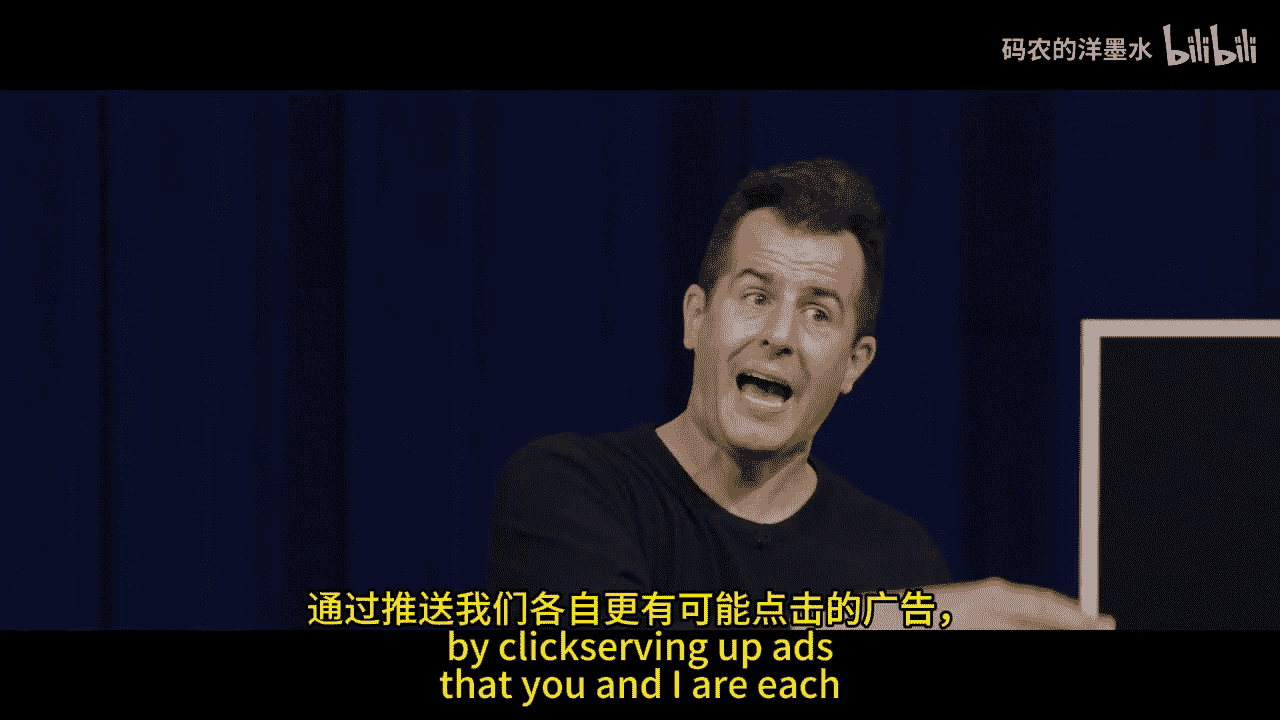 码农的洋墨水 bilibili
通过推送我们各自更有可能点击的广告，
by clickserving up ads
that you and I are each